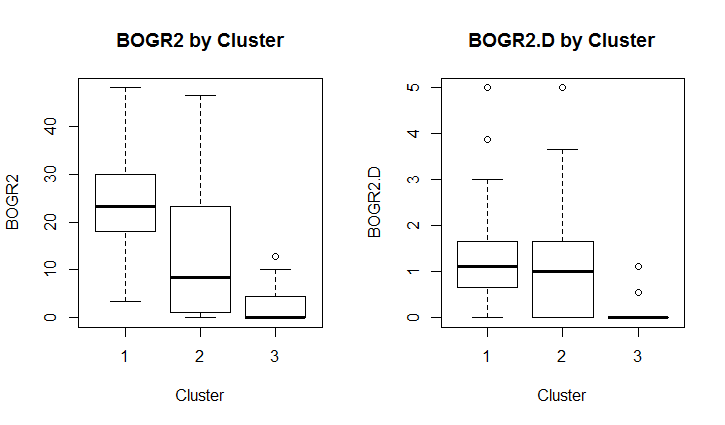 BOGR2 by Cluster
BOGR2
0
10
20
30
40
1 2 3
Cluster
BOGR2.D by Cluster
BOGR2.D
0
1
2
3
4
5
1 2 3
Cluster